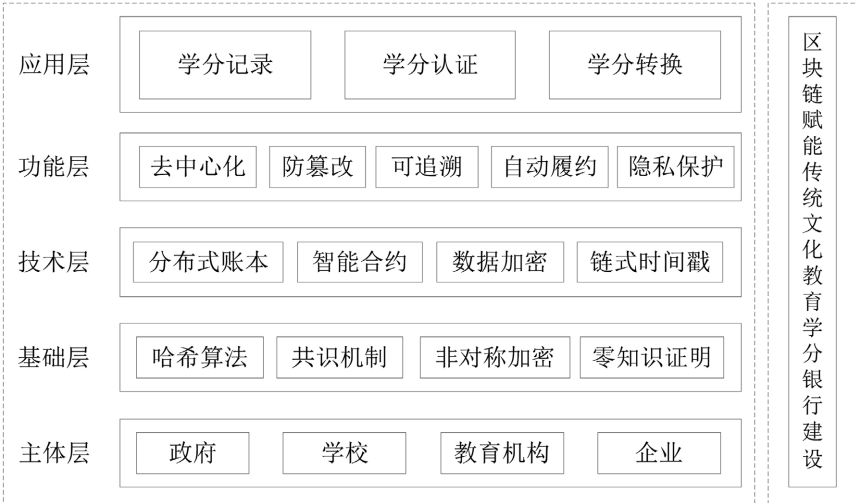 应用层 学分记录 学分认证 学分转换
功能层 去中心化 防篡改 可追溯 自动履约 隐私保护
技术层 分布式账本 智能合约 数据加密 链式时间戳
基础层 哈希算法 共识机制 非对称加密 零知识证明
主体层 政府 学校 教育机构 企业
区块链赋能传统文化教育学分银行建设